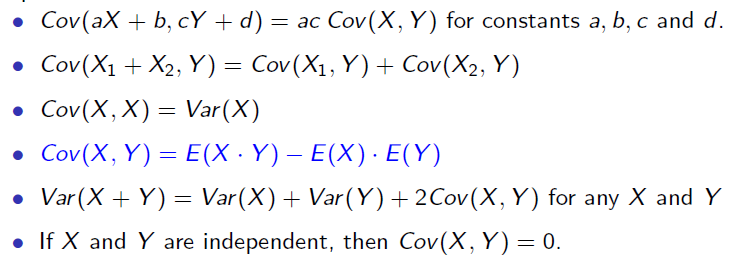 • Cov(aX + b, cY + d) = ac Cov(X, Y) for constants a, b, c and d.
• Cov(X₁ + X₂, Y) = Cov(X₁, Y) + Cov(X₂, Y)
• Cov(X, X) = Var(X)
• Cov(X, Y) = E(X · Y) − E(X) · E(Y)
• Var(X + Y) = Var(X) + Var(Y) + 2Cov(X, Y) for any X and Y
• If X and Y are independent, then Cov(X, Y) = 0.